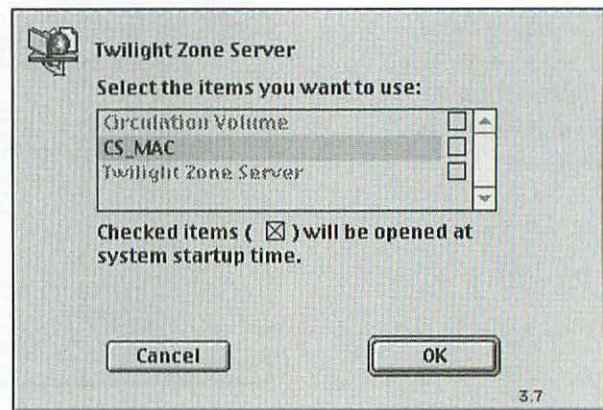 Twilight Zone Server
Select the items you want to use:
Circulation Volume
CS_MAC
Twilight Zone Server
Checked items ( ☒ ) will be opened at
system startup time.
Cancel
OK
3.7